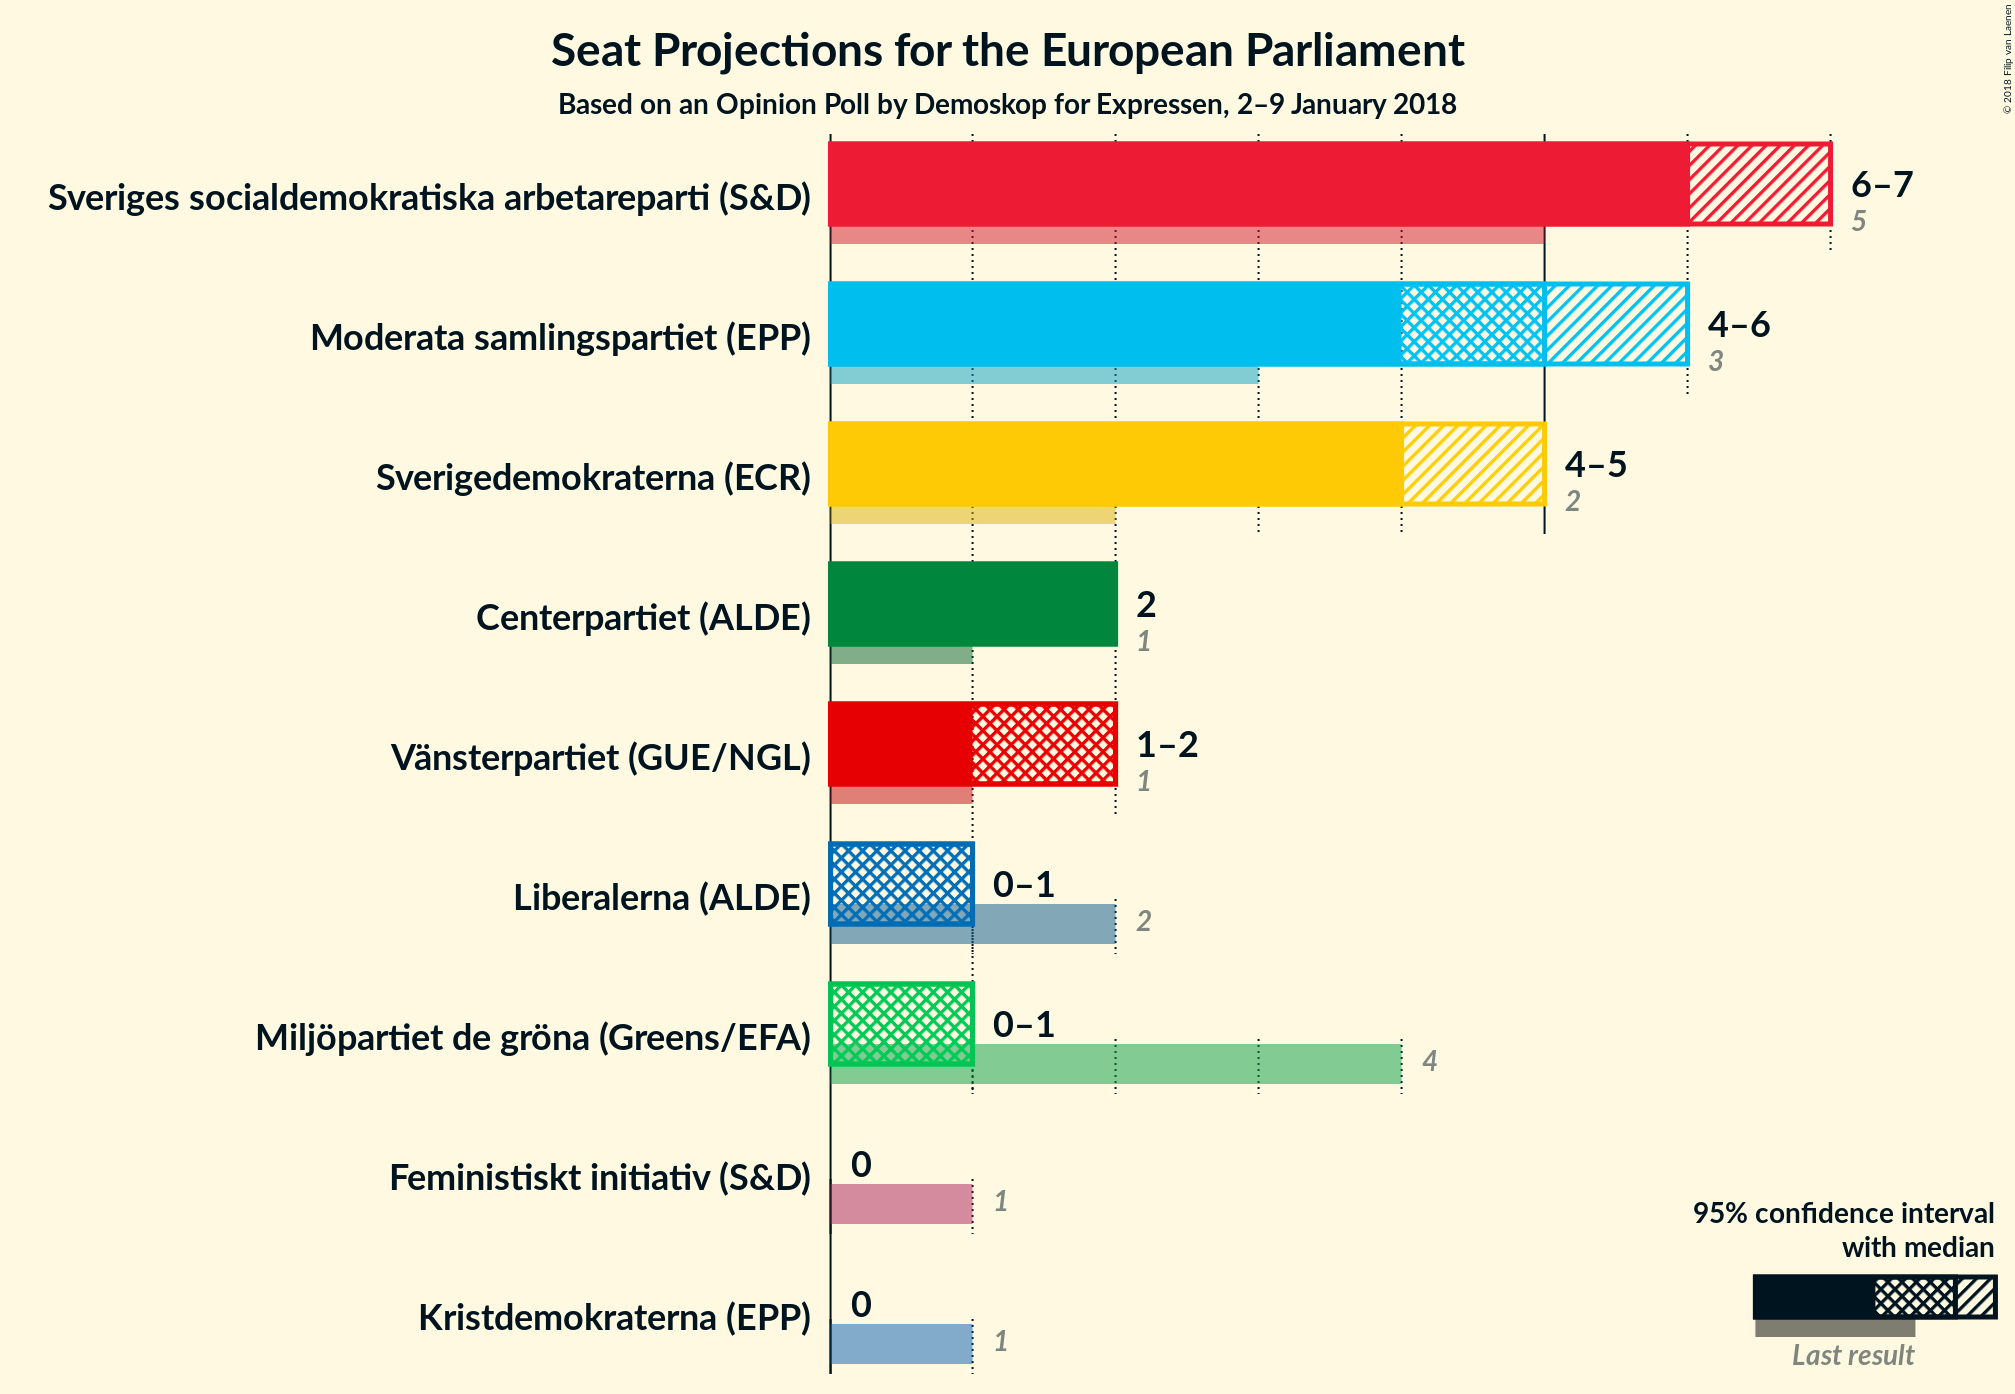 Seat Projections for the European Parliament
Based on an Opinion Poll by Demoskop for Expressen, 2–9 January 2018
© 2018 Filip van Laenen
Sveriges socialdemokratiska arbetareparti (S&D)
6–7
5
Moderata samlingspartiet (EPP)
4–6
3
Sverigedemokraterna (ECR)
4–5
2
Centerpartiet (ALDE)
2
1
Vänsterpartiet (GUE/NGL)
1–2
1
Liberalerna (ALDE)
0–1
2
Miljöpartiet de gröna (Greens/EFA)
0–1
4
Feministiskt initiativ (S&D)
0
1
Kristdemokraterna (EPP)
0
1
95% confidence interval
with median
Last result